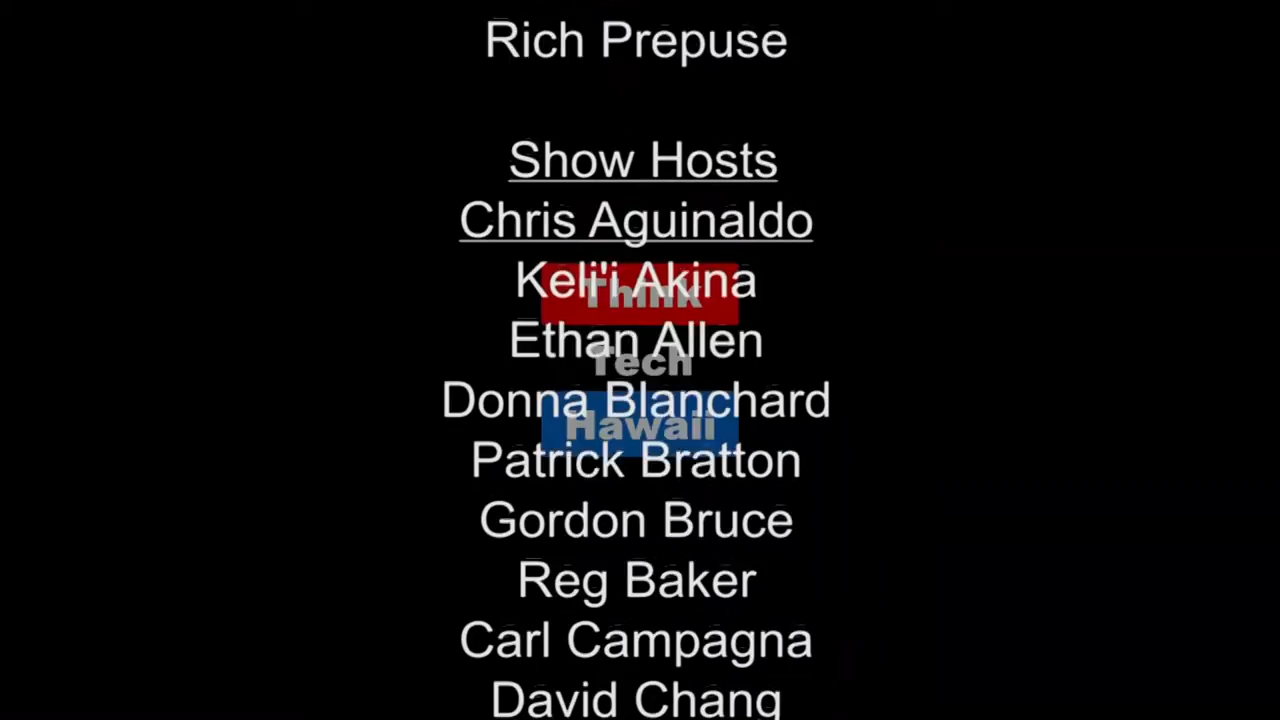 Rich Prepuse
Show Hosts
Chris Aguinaldo
Keli'i Akina
Think
Ethan Allen
Tech
Donna Blanchard
Hawaii
Patrick Bratton
Gordon Bruce
Reg Baker
Carl Campagna
David Chang